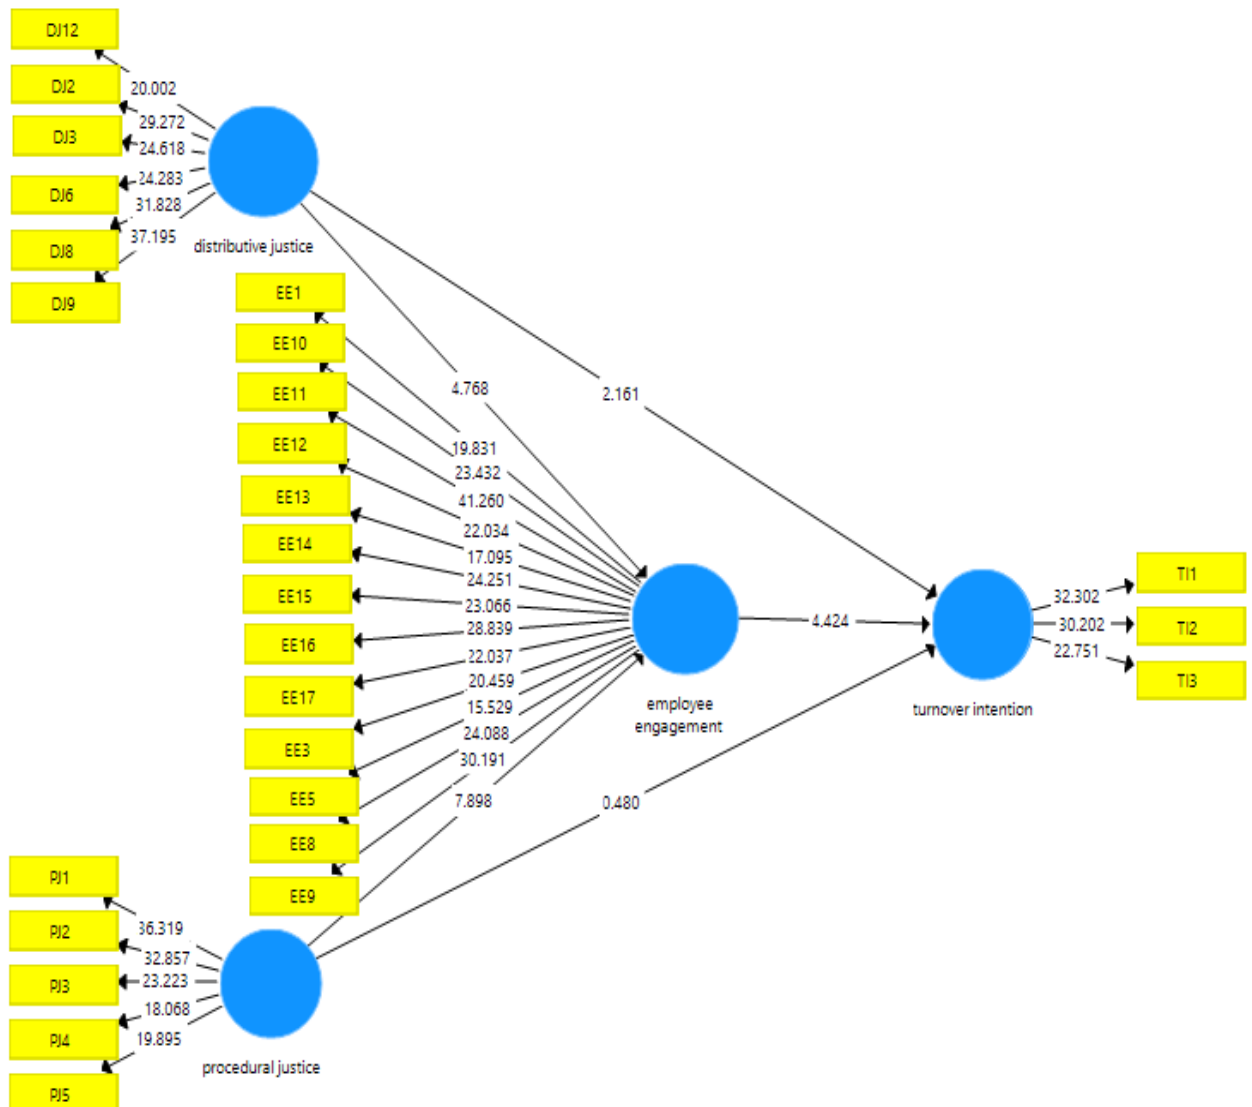 DJ12
20.002
DJ2
29.272
DJ3
24.618
DJ6
24.283
31.828
DJ8
37.195
DJ9
distributive justice
EE1
EE10
EE11
EE12
EE13
EE14
EE15
EE16
EE17
EE3
EE5
EE8
EE9
4.768
2.161
19.831
23.432
41.260
22.034
17.095
24.251
23.066
28.839
22.037
20.459
15.529
24.088
30.191
7.898
0.480
employee
engagement
4.424
turnover intention
32.302
30.202
22.751
TI1
TI2
TI3
PJ1
36.319
PJ2
32.857
PJ3
23.223
18.068
PJ4
19.895
PJ5
procedural justice